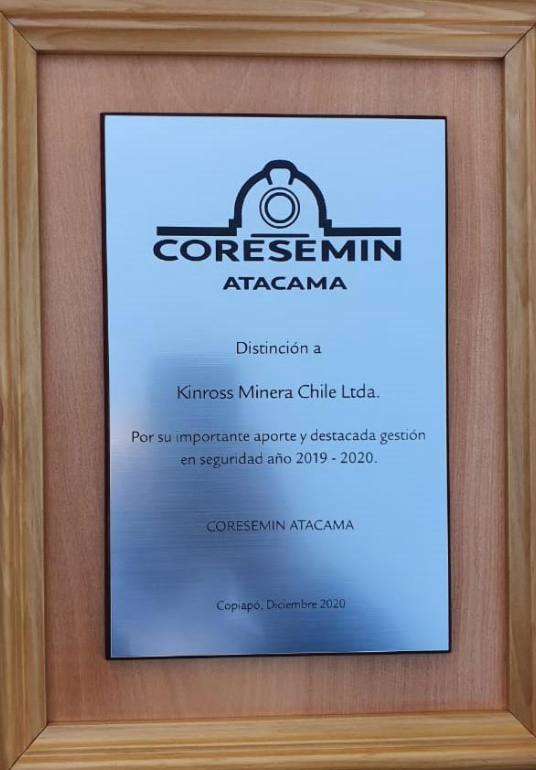 CORESEMIN
ATACAMA
Distinción a
Kinross Minera Chile Ltda.
Por su importante aporte y destacada gestión
en seguridad año 2019 - 2020.
CORESEMIN ATACAMA
Copiapó, Diciembre 2020